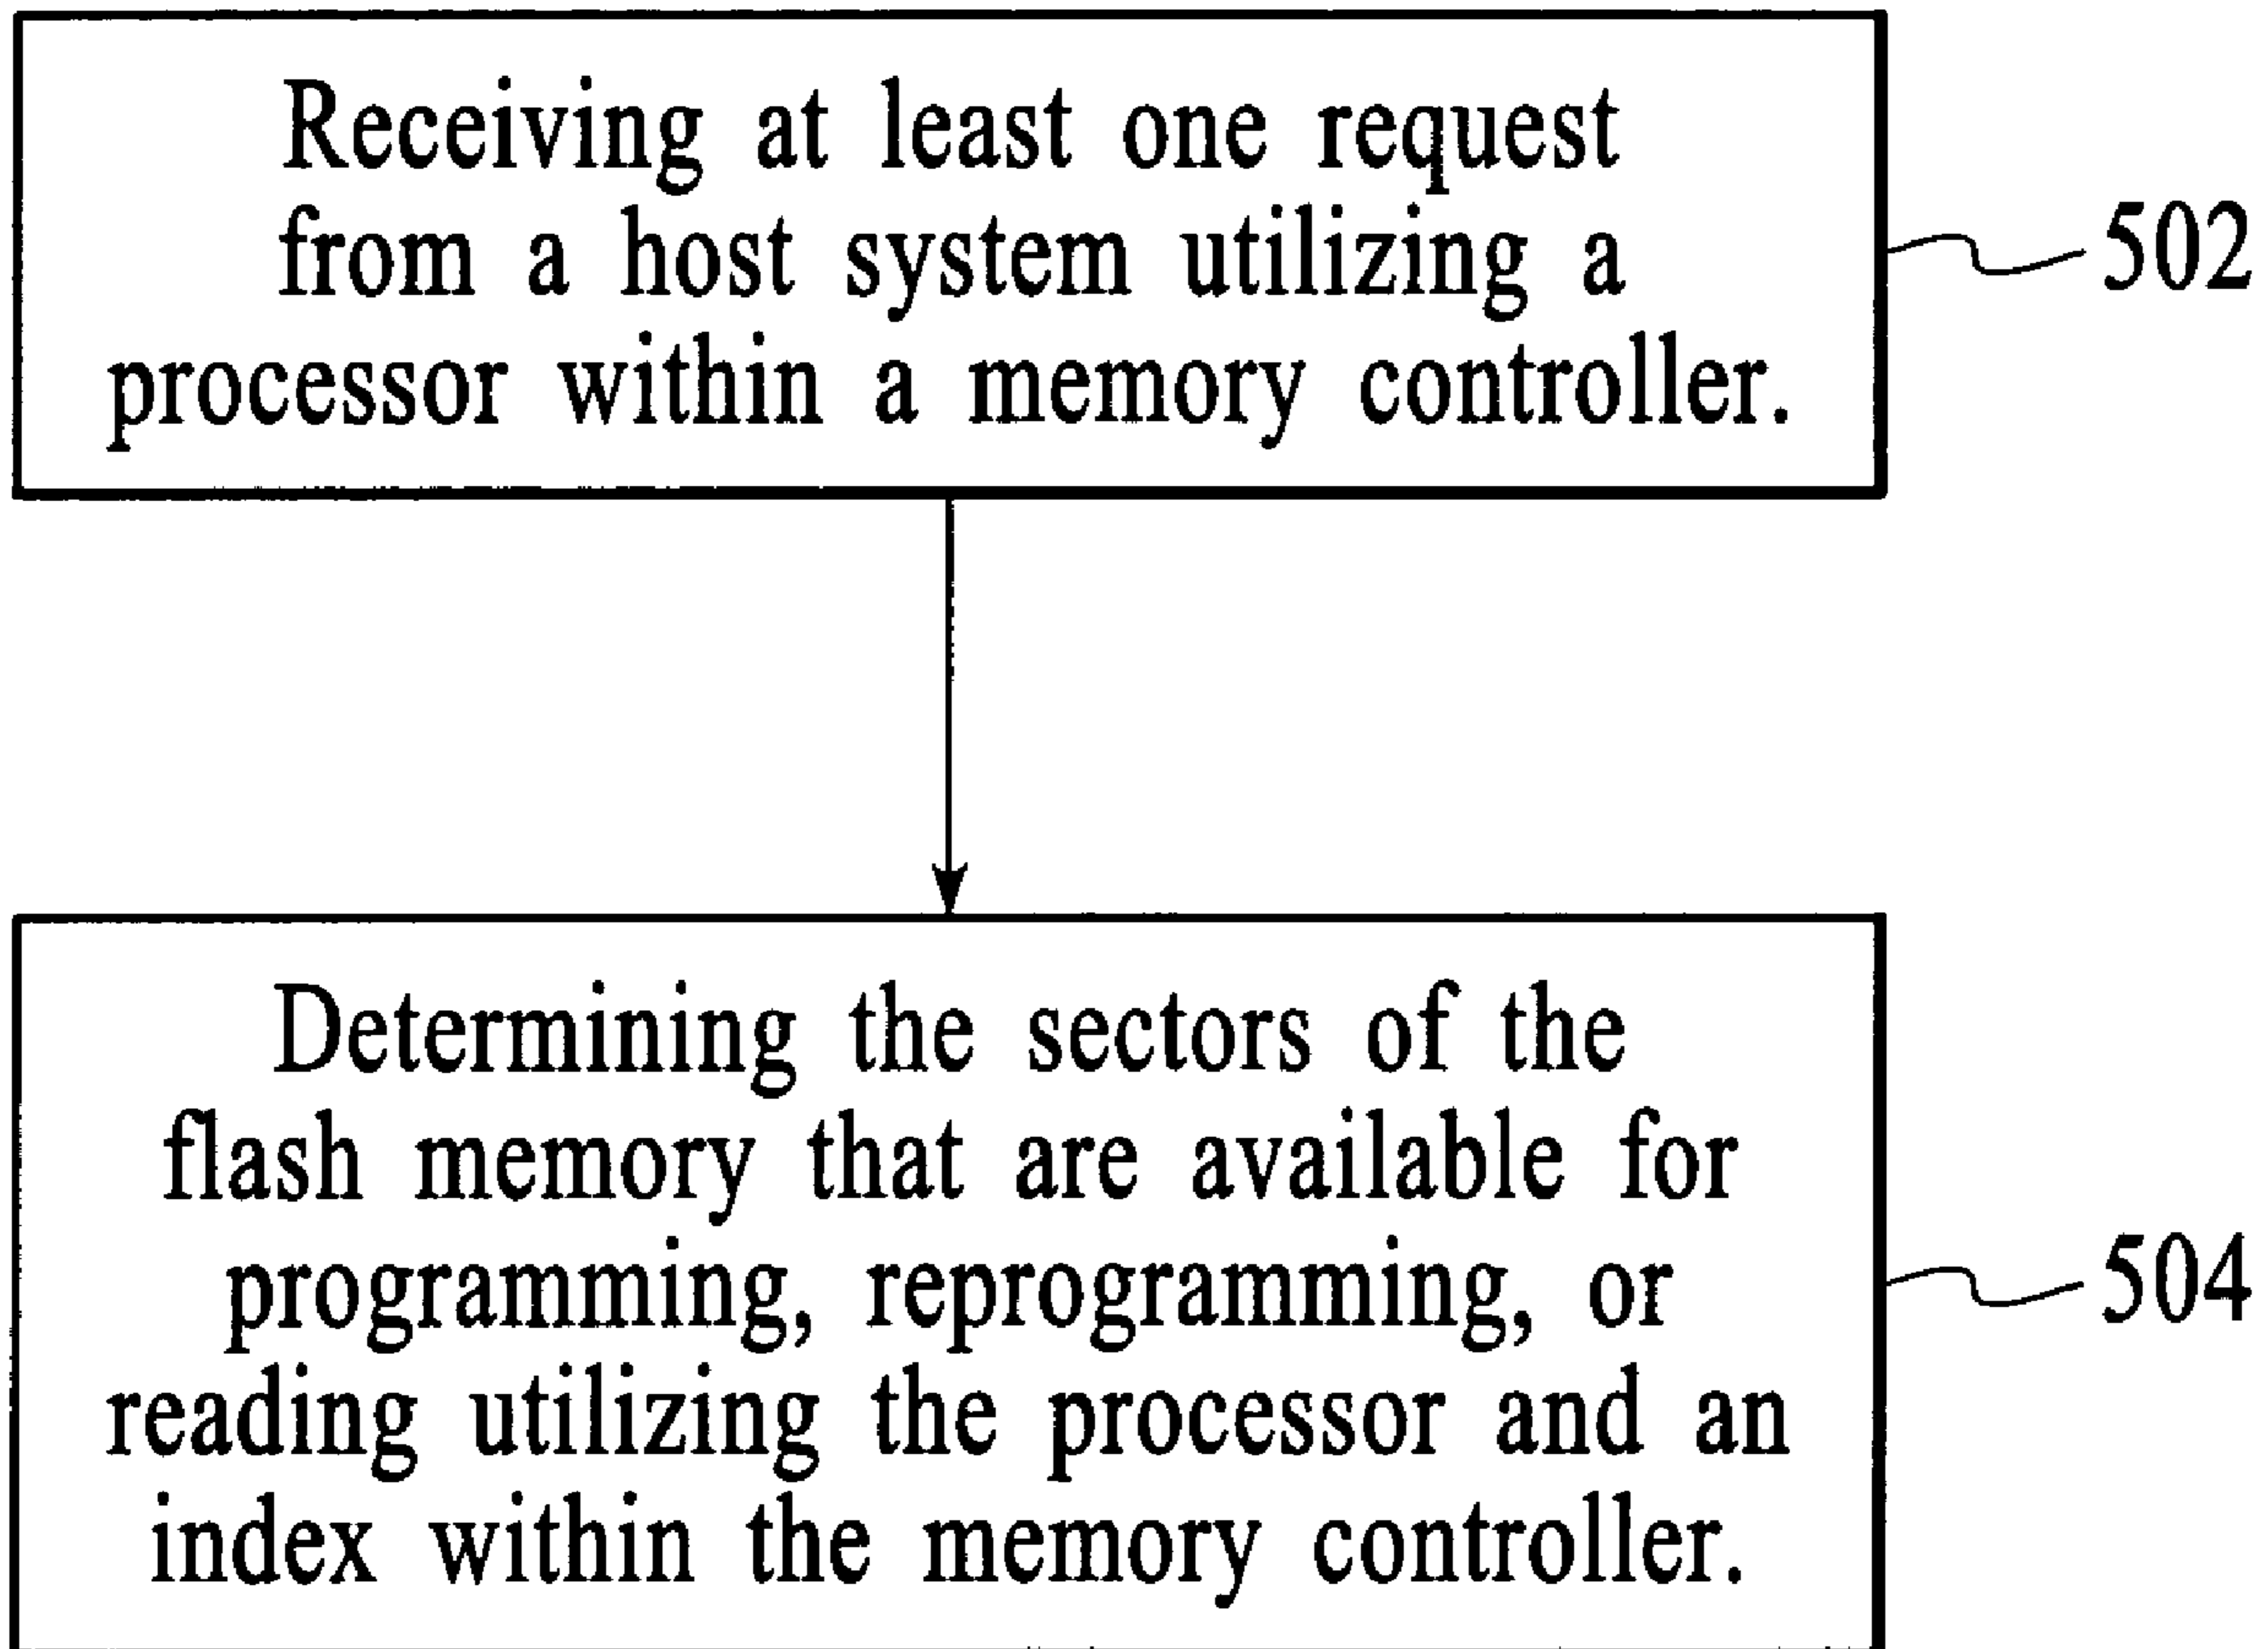 Receiving at least one request
from a host system utilizing a
processor within a memory controller.
502
Determining the sectors of the
flash memory that are available for
programming, reprogramming, or
reading utilizing the processor and an
index within the memory controller.
504